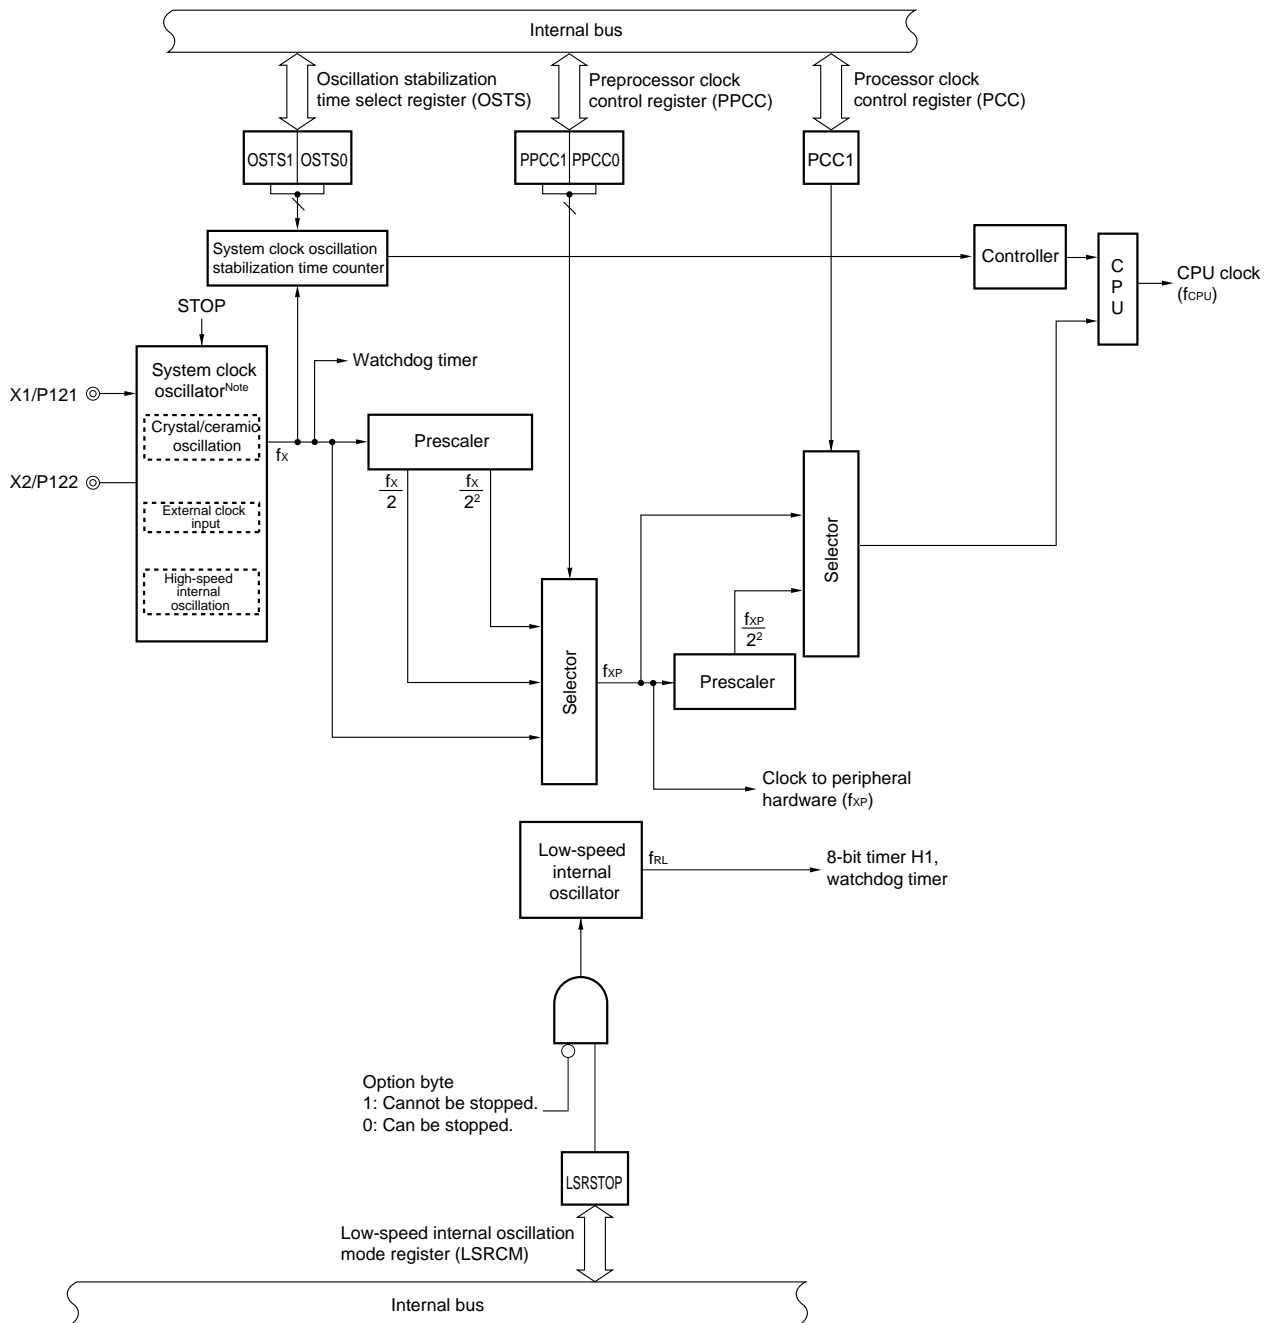 Internal bus
Oscillation stabilization
time select register (OSTS)
Preprocessor clock
control register (PPCC)
Processor clock
control register (PCC)
OSTS1 OSTS0
PPCC1 PPCC0
PCC1
System clock oscillation
stabilization time counter
Controller
C
P
U
CPU clock
(fCPU)
STOP
System clock
oscillatorNote
Watchdog timer
X1/P121
Crystal/ceramic
oscillation
fX
Prescaler
X2/P122
fX
2
fX
2²
External clock
input
High-speed
internal
oscillation
Selector
Selector
fXP
2²
fXP
Prescaler
Clock to peripheral
hardware (fXP)
Low-speed
internal
oscillator
fRL
8-bit timer H1,
watchdog timer
Option byte
1: Cannot be stopped.
0: Can be stopped.
LSRSTOP
Low-speed internal oscillation
mode register (LSRCM)
Internal bus